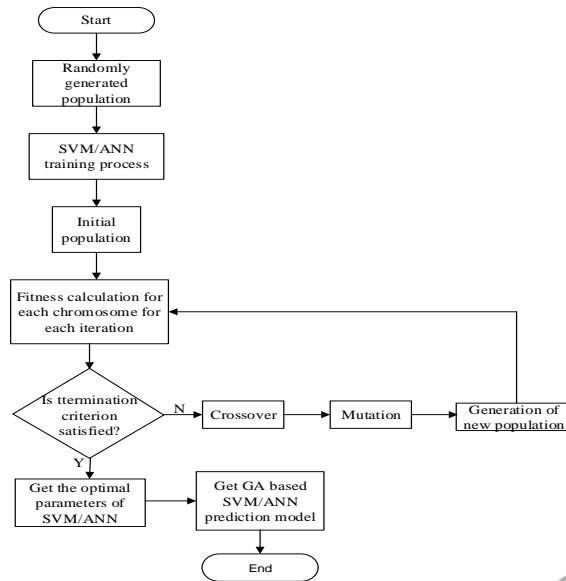 Start
Randomly
generated
population
SVM/ANN
training process
Initial
population
Fitness calculation for
each chromosome for
each iteration
Is ttermination
criterion
satisfied?
N
Crossover
Mutation
Generation of
new population
Y
Get the optimal
parameters of
SVM/ANN
Get GA based
SVM/ANN
prediction model
End